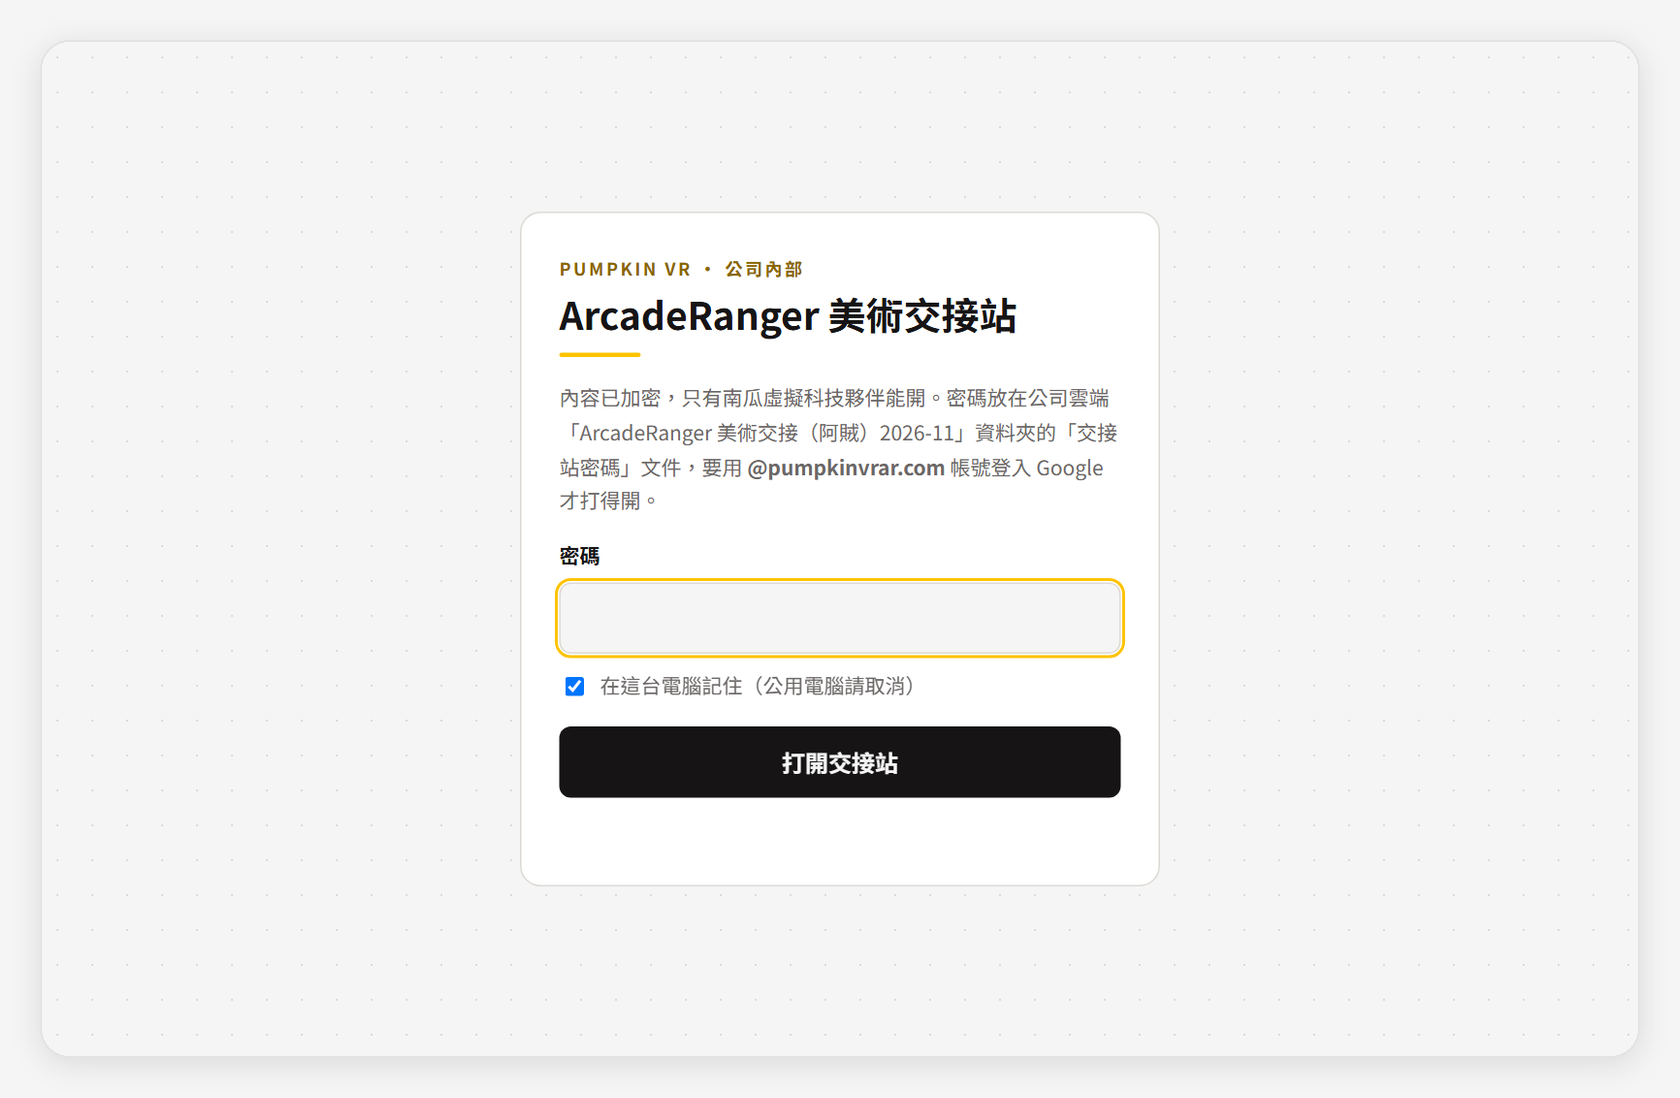 PUMPKIN VR · 公司內部
ArcadeRanger 美術交接站
內容已加密，只有南瓜虛擬科技夥伴能開。密碼放在公司雲端
「ArcadeRanger 美術交接（阿賊）2026-11」資料夾的「交接
站密碼」文件，要用 @pumpkinvrar.com 帳號登入 Google
才打得開。
密碼
在這台電腦記住（公用電腦請取消）
打開交接站